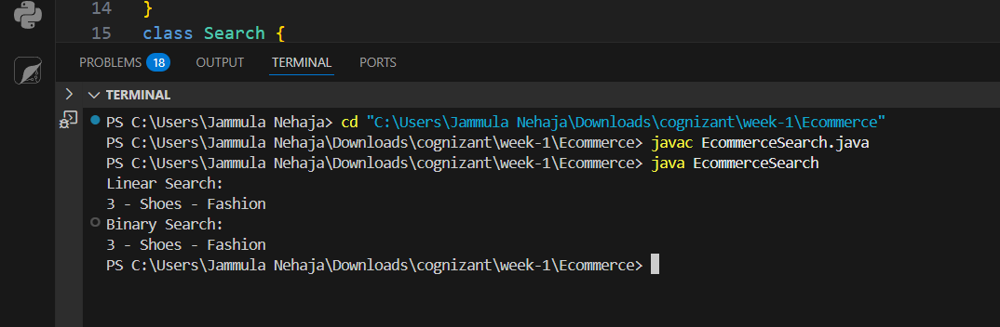 14 }
15 class Search {
PROBLEMS 18 OUTPUT TERMINAL PORTS
TERMINAL
PS C:\Users\Jammula Nehaja> cd "C:\Users\Jammula Nehaja\Downloads\cognizant\week-1\Ecommerce"
PS C:\Users\Jammula Nehaja\Downloads\cognizant\week-1\Ecommerce> javac EcommerceSearch.java
PS C:\Users\Jammula Nehaja\Downloads\cognizant\week-1\Ecommerce> java EcommerceSearch
Linear Search:
3 - Shoes - Fashion
Binary Search:
3 - Shoes - Fashion
PS C:\Users\Jammula Nehaja\Downloads\cognizant\week-1\Ecommerce>